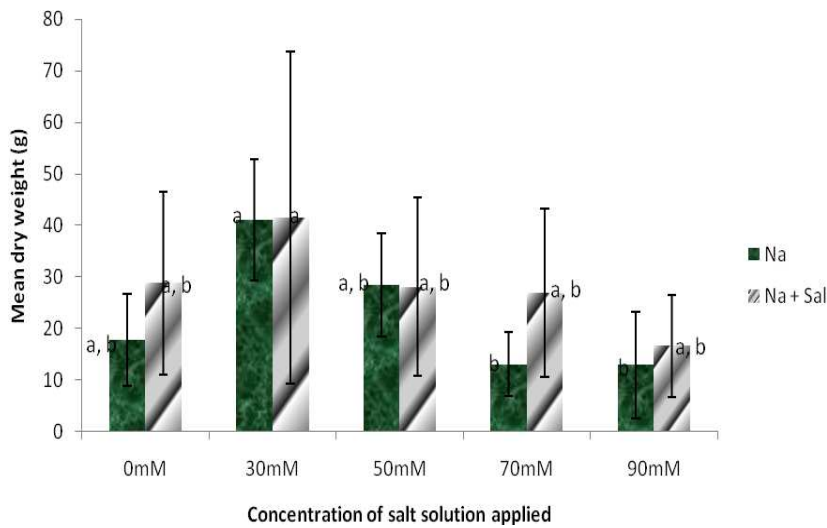 80
70
60
50
40
30
20
10
0
Mean dry weight (g)
a, b
a, b
a
a
a, b
a, b
b
a, b
b
a, b
0mM
30mM
50mM
70mM
90mM
Concentration of salt solution applied
Na
Na + Sal